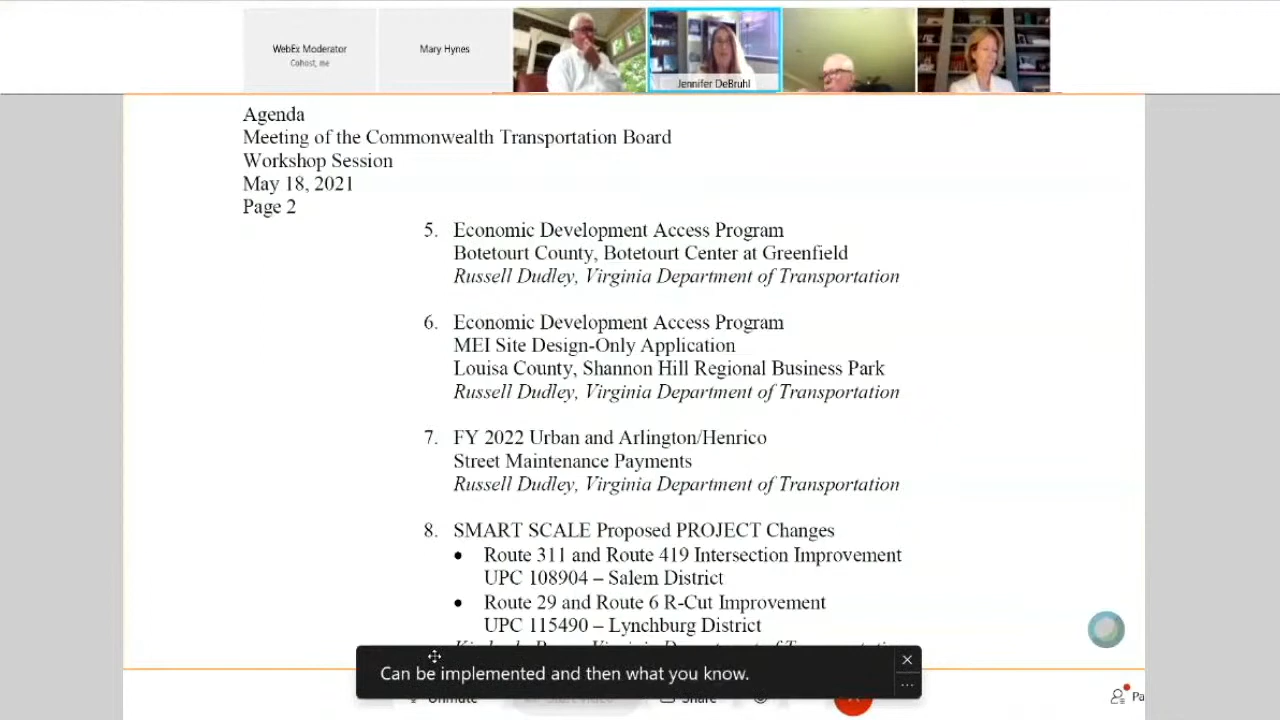 WebEx Moderator
Cohost, me
Mary Hynes
Jennifer DeBruhl
Agenda
Meeting of the Commonwealth Transportation Board
Workshop Session
May 18, 2021
Page 2
5. Economic Development Access Program
Botetourt County, Botetourt Center at Greenfield
Russell Dudley, Virginia Department of Transportation
6. Economic Development Access Program
MEI Site Design-Only Application
Louisa County, Shannon Hill Regional Business Park
Russell Dudley, Virginia Department of Transportation
7. FY 2022 Urban and Arlington/Henrico
Street Maintenance Payments
Russell Dudley, Virginia Department of Transportation
8. SMART SCALE Proposed PROJECT Changes
• Route 311 and Route 419 Intersection Improvement
UPC 108904 – Salem District
• Route 29 and Route 6 R-Cut Improvement
UPC 115490 – Lynchburg District
Can be implemented and then what you know.
Unmute
Start video
Share
Pa